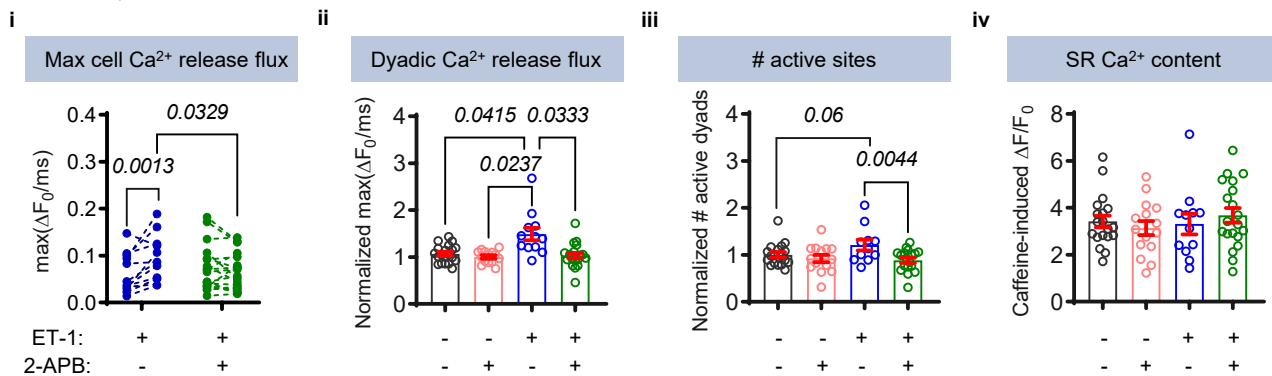 i
ii
iii
iv
Max cell Ca²⁺ release flux
Dyadic Ca²⁺ release flux
# active sites
SR Ca²⁺ content
max(ΔF₀/ms)
0.4
0.3
0.2
0.1
0.0
0.0329
0.0013
Normalized max(ΔF₀/ms)
4
3
2
1
0
0.0415
0.0333
0.0237
Normalized # active dyads
4
3
2
1
0
0.06
0.0044
Caffeine-induced ΔF/F₀
8
6
4
2
0
ET-1: + + - - + + - - + + - - + +
2-APB: - + - + - + - + - + - + - +